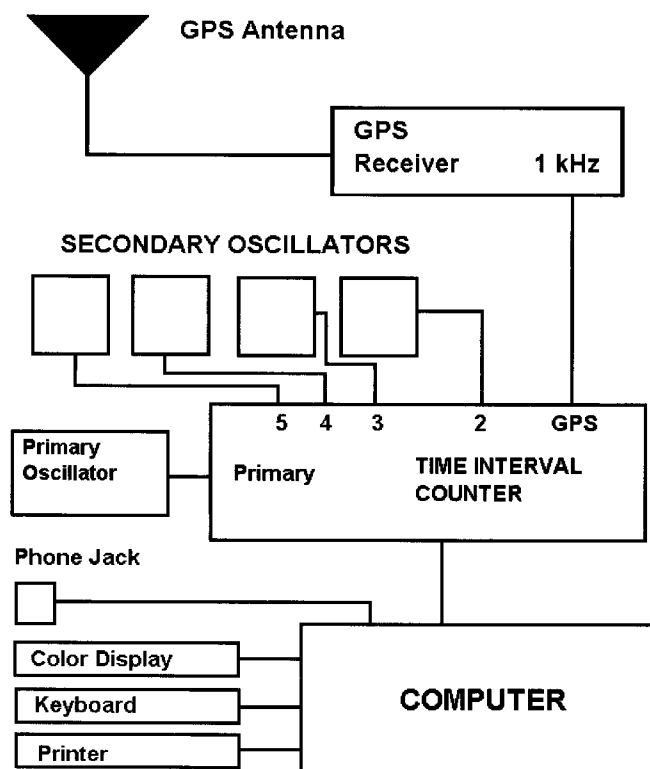 GPS Antenna
GPS
Receiver 1 kHz
SECONDARY OSCILLATORS
5 4 3 2 GPS
Primary
Oscillator
Primary
TIME INTERVAL
COUNTER
Phone Jack
Color Display
Keyboard
Printer
COMPUTER